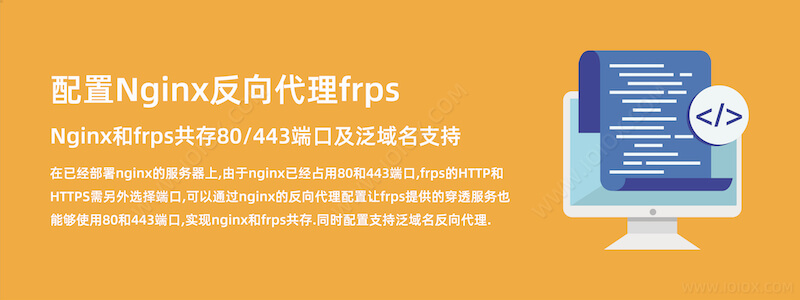 配置Nginx反向代理frps
Nginx和frps共存80/443端口及泛域名支持
在已经部署nginx的服务器上,由于nginx已经占用80和443端口,frps的HTTP和
HTTPS需另外选择端口,可以通过nginx的反向代理配置让frps提供的穿透服务也
能够使用80和443端口,实现nginx和frps共存.同时配置支持泛域名反向代理.
</>
WWW.IOIOX.COM